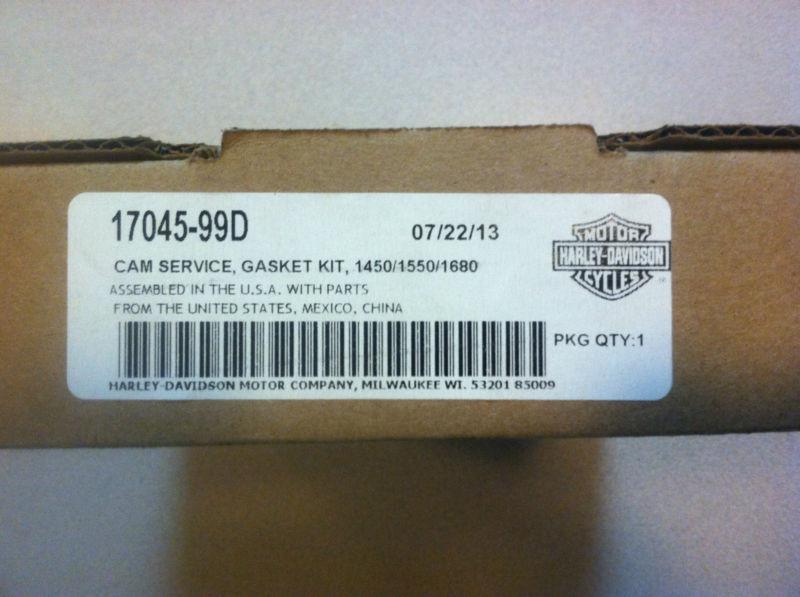 17045-99D 07/22/13
MOTOR
HARLEY-DAVIDSON
CYCLES
CAM SERVICE, GASKET KIT, 1450/1550/1680
ASSEMBLED IN THE U.S.A. WITH PARTS
FROM THE UNITED STATES, MEXICO, CHINA
PKG QTY:1
HARLEY-DAVIDSON MOTOR COMPANY, MILWAUKEE WI. 53201 85009